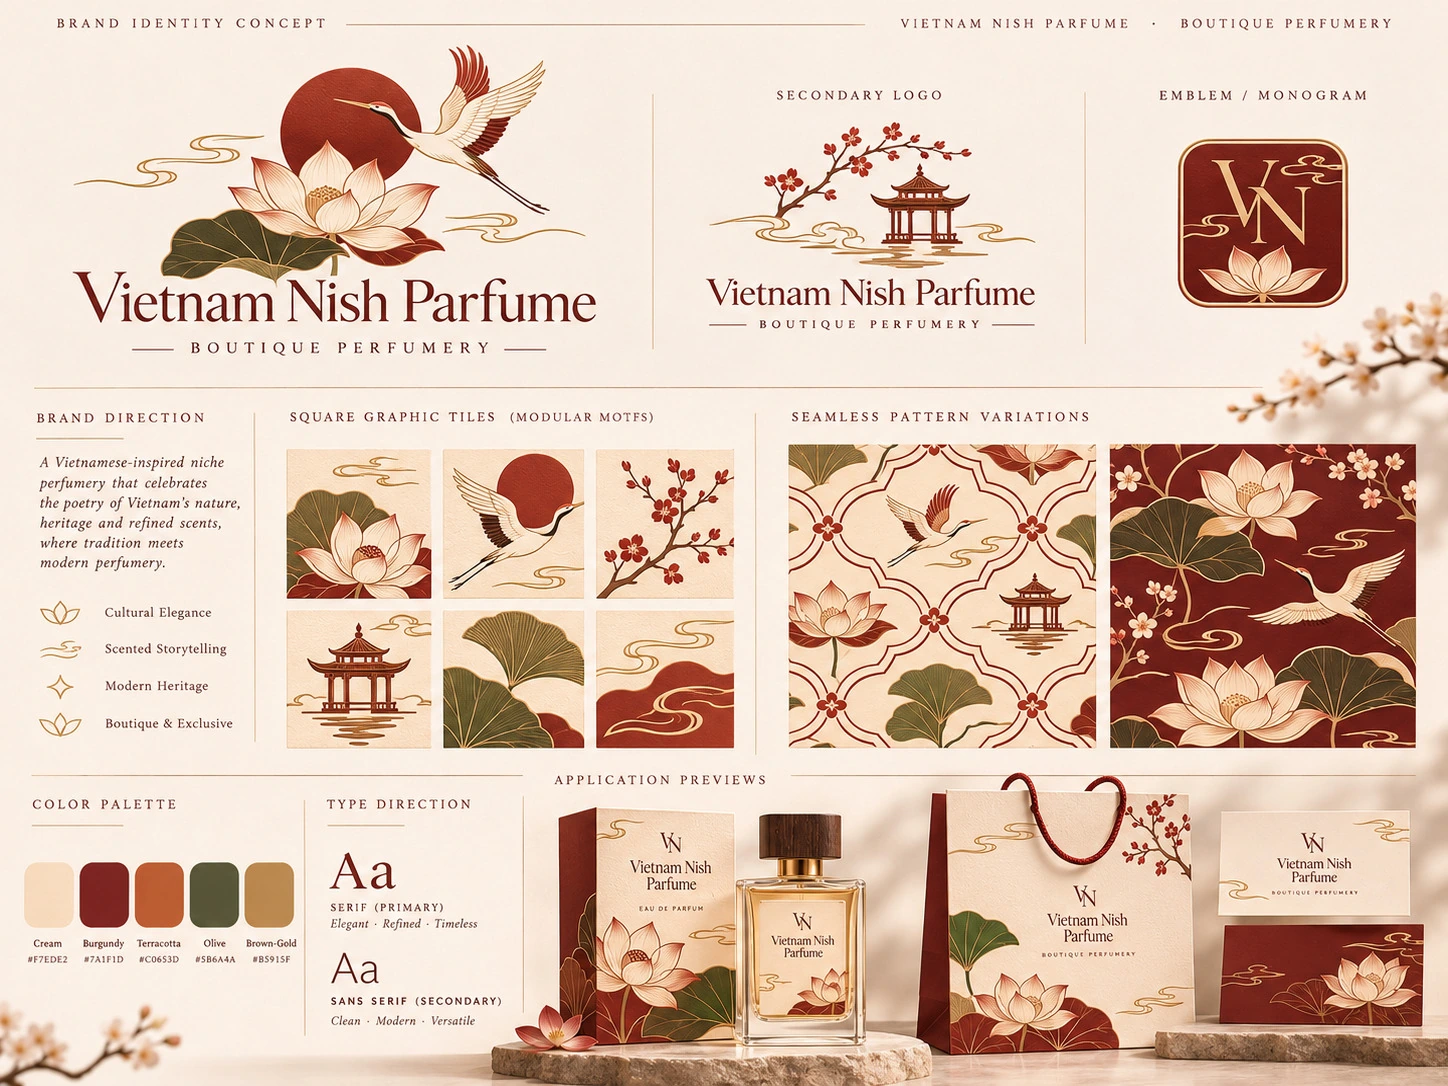 BRAND IDENTITY CONCEPT
VIETNAM NISH PARFUME · BOUTIQUE PERFUMERY
Vietnam Nish Parfume
BOUTIQUE PERFUMERY
SECONDARY LOGO
Vietnam Nish Parfume
BOUTIQUE PERFUMERY
EMBLEM / MONOGRAM
VN
BRAND DIRECTION
A Vietnamese-inspired niche
perfumery that celebrates
the poetry of Vietnam's nature,
heritage and refined scents,
where tradition meets
modern perfumery.
Cultural Elegance
Scented Storytelling
Modern Heritage
Boutique & Exclusive
SQUARE GRAPHIC TILES (MODULAR MOTFS)
SEAMLESS PATTERN VARIATIONS
COLOR PALETTE
Cream
#F7EDE2
Burgundy
#7A1F1D
Terracotta
#C0653D
Olive
#5B6A4A
Brown-Gold
#B5915F
TYPE DIRECTION
Aa
SERIF (PRIMARY)
Elegant · Refined · Timeless
Aa
SANS SERIF (SECONDARY)
Clean · Modern · Versatile
APPLICATION PREVIEWS
VN
Vietnam Nish
Parfume
EAU DE PARFUM
VN
Vietnam Nish
Parfume
VN
Vietnam Nish
Parfume
BOUTIQUE PERFUMERY
VN
Vietnam Nish
Parfume
BOUTIQUE PERFUMERY